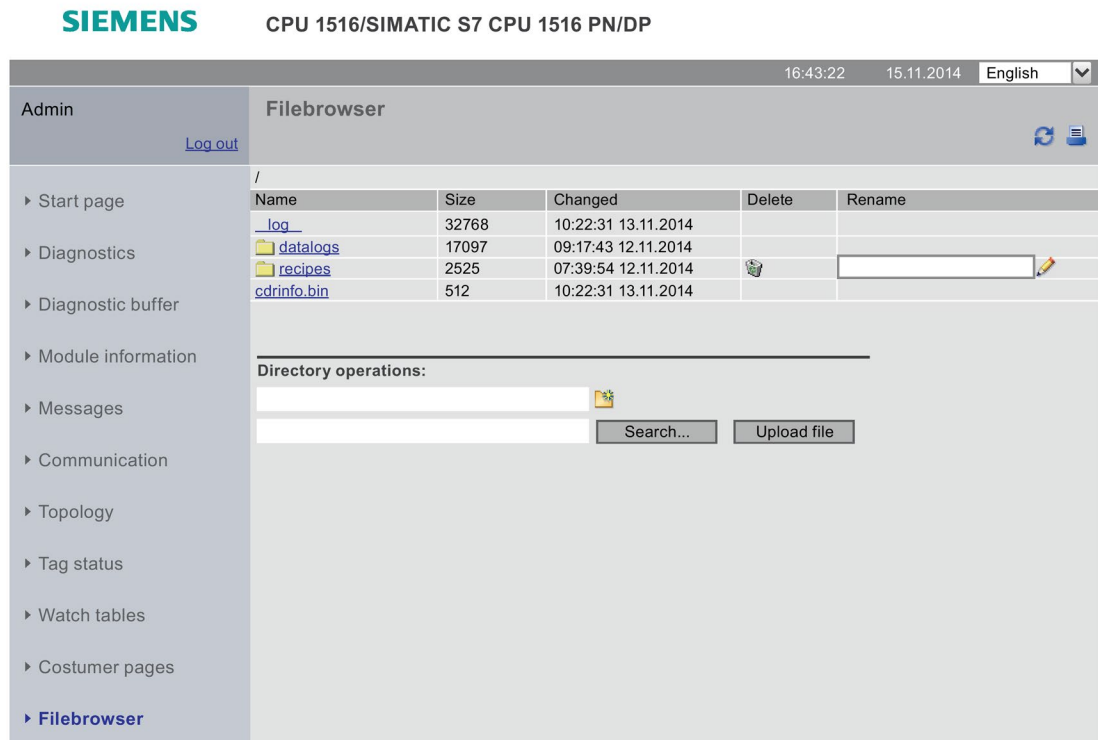 SIEMENS CPU 1516/SIMATIC S7 CPU 1516 PN/DP
16:43:22 15.11.2014 English
Admin
Log out
Filebrowser
/
Name Size Changed Delete Rename
__log__ 32768 10:22:31 13.11.2014
datalogs 17097 09:17:43 12.11.2014
recipes 2525 07:39:54 12.11.2014
cdrinfo.bin 512 10:22:31 13.11.2014
Directory operations:
Search... Upload file
Start page
Diagnostics
Diagnostic buffer
Module information
Messages
Communication
Topology
Tag status
Watch tables
Costumer pages
Filebrowser